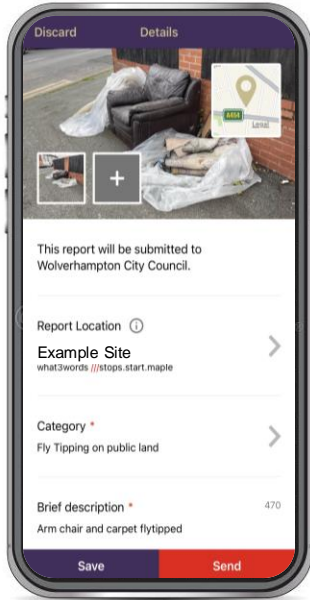 Discard Details
A454
Level
+
This report will be submitted to
Wolverhampton City Council.
Report Location i
Example Site
what3words ///stops.start.maple
Category *
Fly Tipping on public land
Brief description * 470
Arm chair and carpet flytipped
Save Send